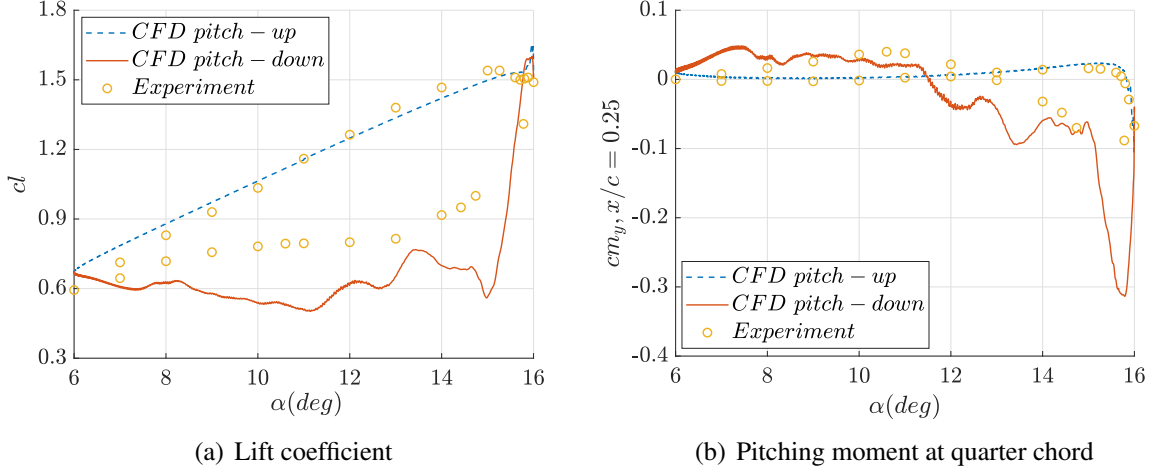 1.8
1.5
1.2
0.9
0.6
0.3
cl
CFD pitch − up
CFD pitch − down
Experiment
6 8 10 12 14 16
α(deg)
(a) Lift coefficient
0.1
0
-0.1
-0.2
-0.3
-0.4
cm_y, x/c = 0.25
CFD pitch − up
CFD pitch − down
Experiment
6 8 10 12 14 16
α(deg)
(b) Pitching moment at quarter chord